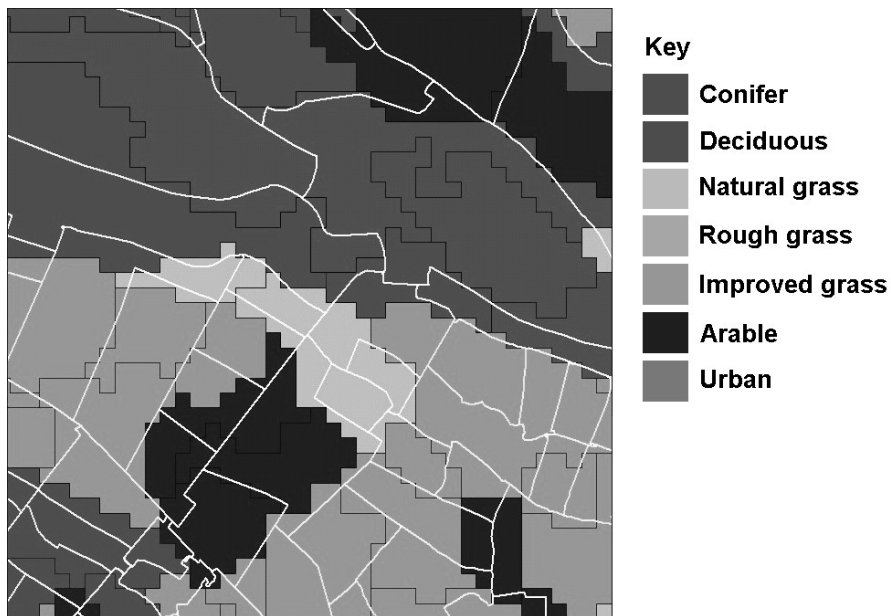 Key
Conifer
Deciduous
Natural grass
Rough grass
Improved grass
Arable
Urban